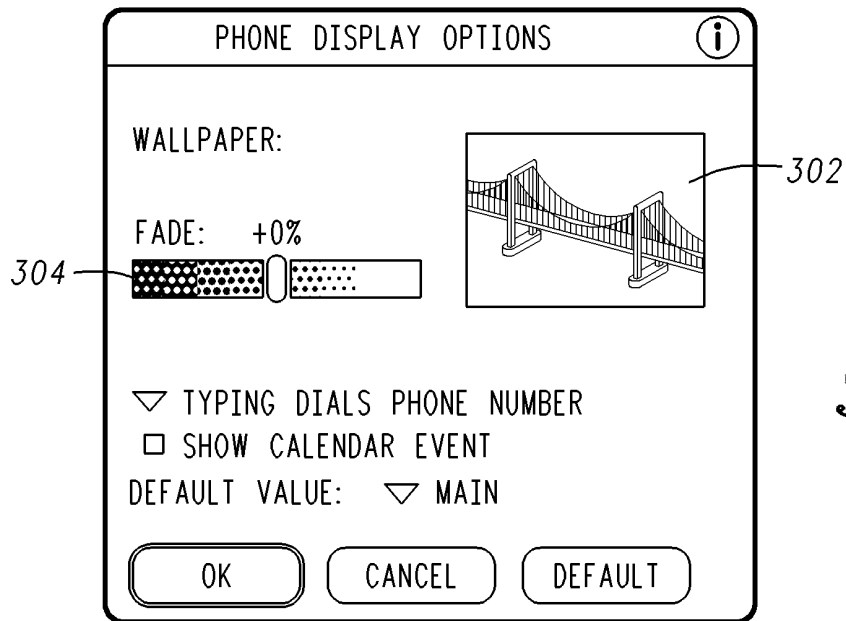 PHONE DISPLAY OPTIONS i
WALLPAPER:
302
FADE: +0%
304
TYPING DIALS PHONE NUMBER
SHOW CALENDAR EVENT
DEFAULT VALUE: MAIN
OK CANCEL DEFAULT